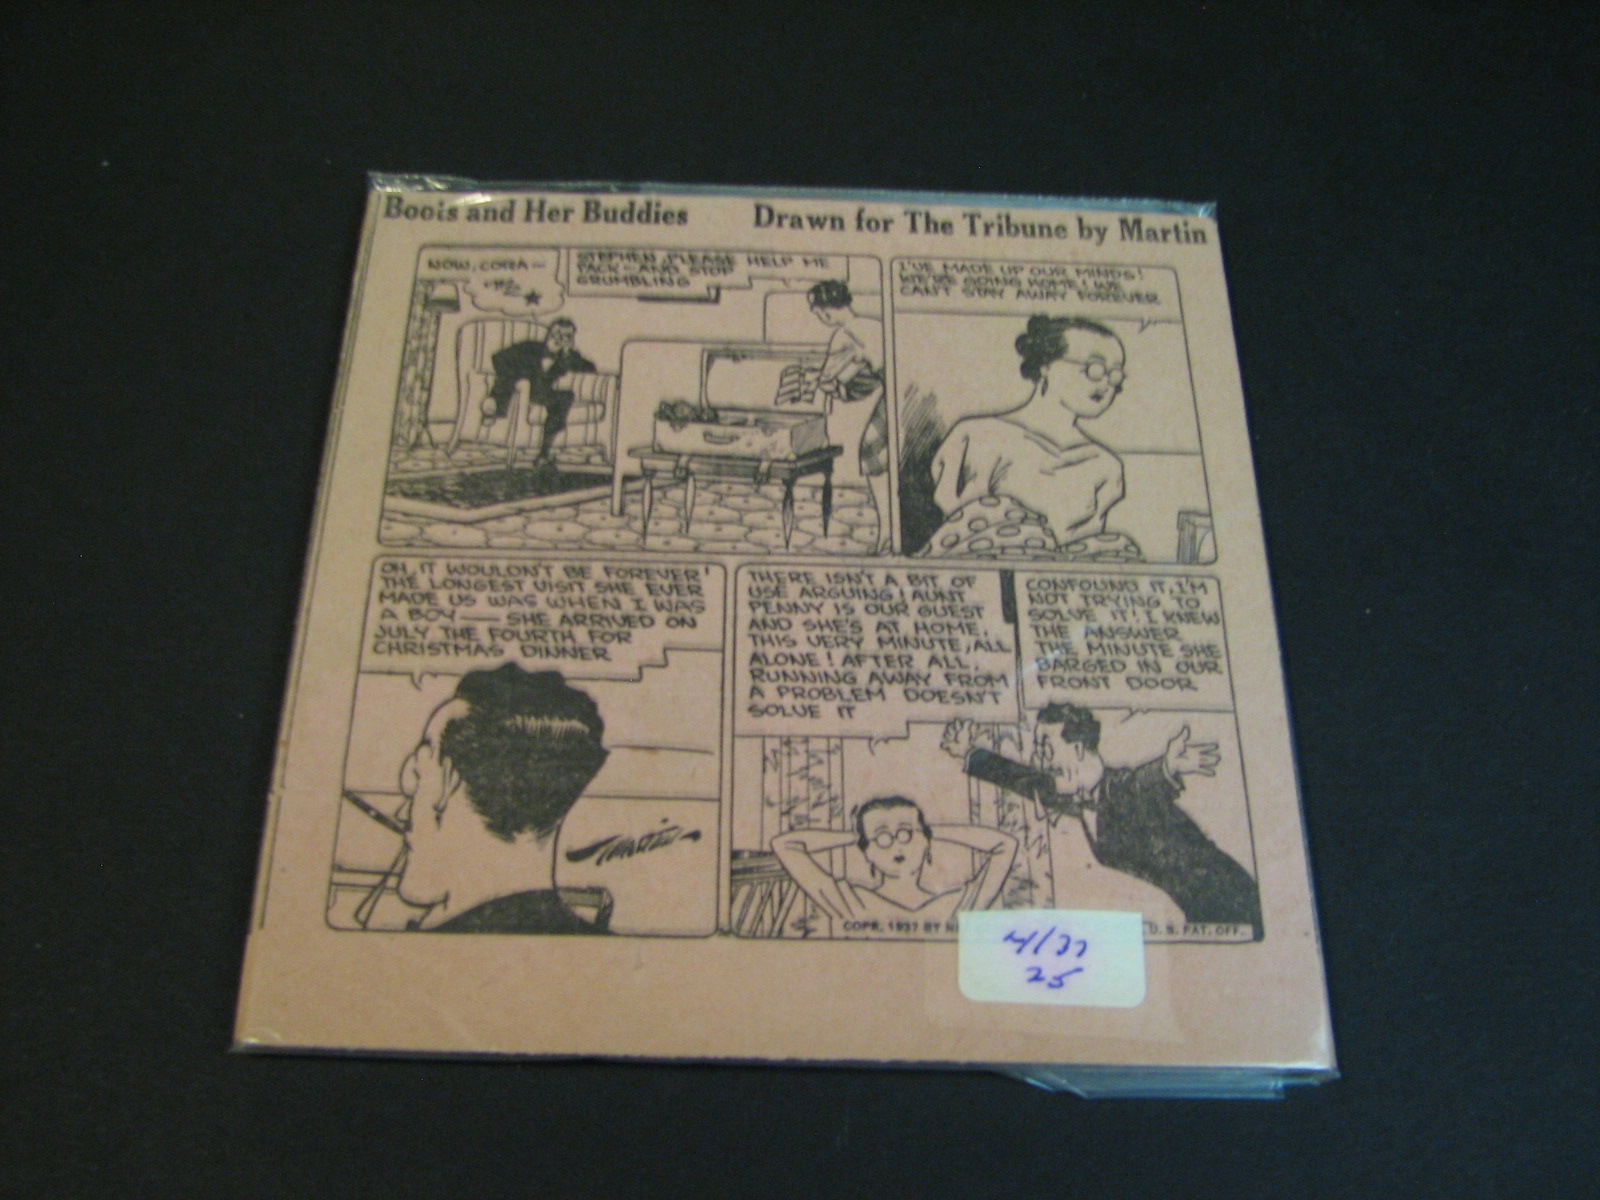 Boots and Her Buddies
Drawn for The Tribune by Martin
NOW, CORA —
STEPHEN, PLEASE HELP ME
PACK — AND STOP
GRUMBLING
I'VE MADE UP OUR MINDS!
WE'RE GOING HOME! WE
CAN'T STAY AWAY FOREVER
OH, IT WOULDN'T BE FOREVER!
THE LONGEST VISIT SHE EVER
MADE US WAS WHEN I WAS
A BOY — SHE ARRIVED ON
JULY THE FOURTH FOR
CHRISTMAS DINNER
MARTIN
THERE ISN'T A BIT OF
USE ARGUING! AUNT
PENNY IS OUR GUEST
AND SHE'S AT HOME,
THIS VERY MINUTE, ALL
ALONE! AFTER ALL,
RUNNING AWAY FROM
A PROBLEM DOESN'T
SOLVE IT
CONFOUND IT, I'M
NOT TRYING TO
SOLVE IT! I KNEW
THE ANSWER
THE MINUTE SHE
BARGED IN OUR
FRONT DOOR
COPR. 1937 BY U. S. PAT. OFF.
4/37
25